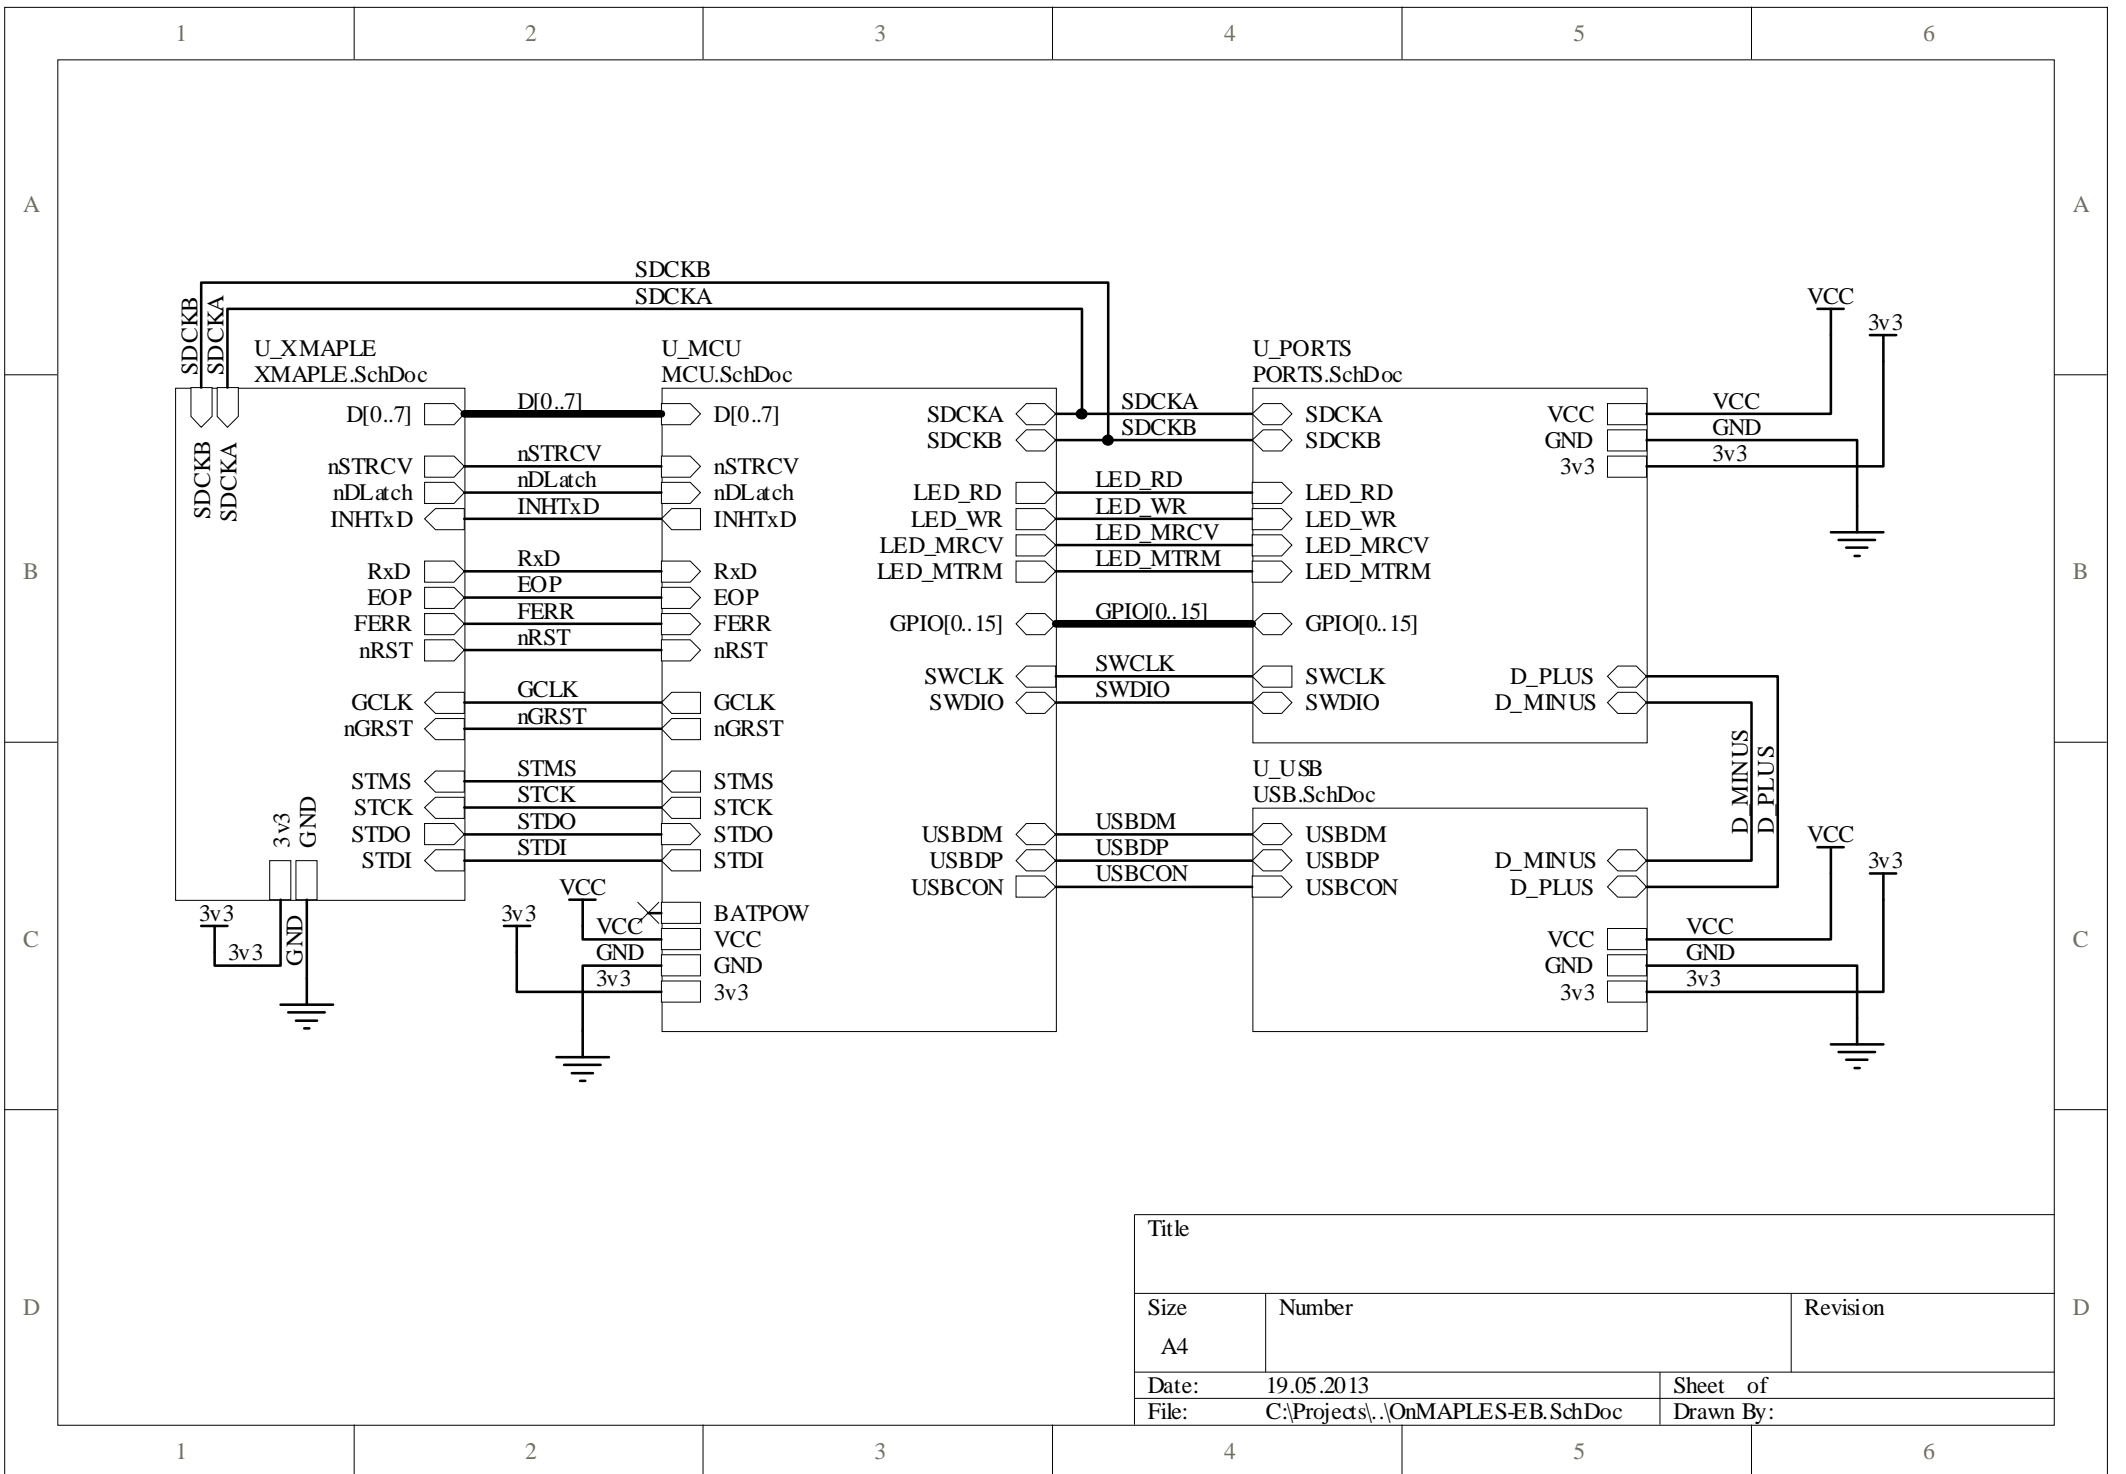 1 2 3 4 5 6
A A
SDCKB
SDCKA
SDCKB
SDCKA
VCC
3v3
U_XMAPLE
XMAPLE.SchDoc
SDCKB
SDCKA
D[0..7]
nSTRCV
nDLatch
INHTxD
RxD
EOP
FERR
nRST
GCLK
nGRST
STMS
STCK
STDO
STDI
3v3
GND
3v3
3v3
GND
D[0..7]
nSTRCV
nDLatch
INHTxD
RxD
EOP
FERR
nRST
GCLK
nGRST
STMS
STCK
STDO
STDI
VCC
3v3
VCC
GND
3v3
U_MCU
MCU.SchDoc
D[0..7]
nSTRCV
nDLatch
INHTxD
RxD
EOP
FERR
nRST
GCLK
nGRST
STMS
STCK
STDO
STDI
BATPOW
VCC
GND
3v3
SDCKA
SDCKB
LED_RD
LED_WR
LED_MRCV
LED_MTRM
GPIO[0..15]
SWCLK
SWDIO
USBDM
USBDP
USBCON
SDCKA
SDCKB
LED_RD
LED_WR
LED_MRCV
LED_MTRM
GPIO[0..15]
SWCLK
SWDIO
USBDM
USBDP
USBCON
U_PORTS
PORTS.SchDoc
SDCKA
SDCKB
LED_RD
LED_WR
LED_MRCV
LED_MTRM
GPIO[0..15]
SWCLK
SWDIO
VCC
GND
3v3
D_PLUS
D_MINUS
VCC
GND
3v3
D_MINUS
D_PLUS
U_USB
USB.SchDoc
USBDM
USBDP
USBCON
D_MINUS
D_PLUS
VCC
GND
3v3
VCC
3v3
VCC
GND
3v3
B B
C C
D D
Title
Size Number Revision
A4
Date: 19.05.2013 Sheet of
File: C:\Projects\..\OnMAPLES-EB.SchDoc Drawn By:
1 2 3 4 5 6